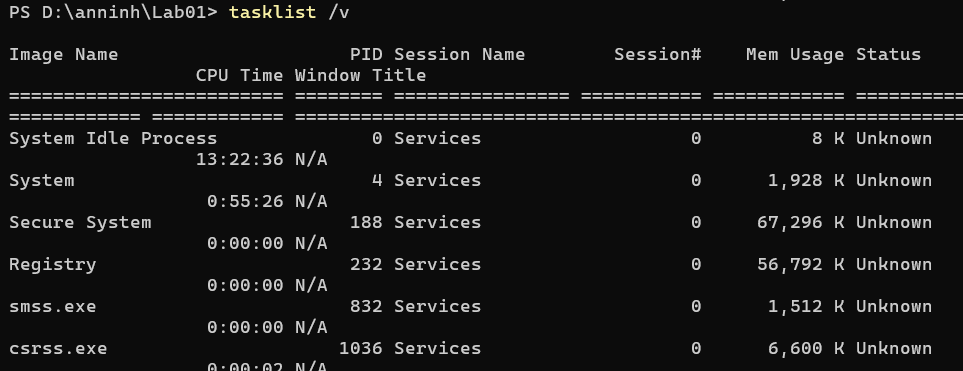 PS D:\anninh\Lab01> tasklist /v
Image Name                     PID Session Name        Session#    Mem Usage Status
                 CPU Time Window Title
========================= ======== ================ =========== ============ ==========
============ ============ =============================================================
System Idle Process              0 Services                   0          8 K Unknown
                 13:22:36 N/A
System                           4 Services                   0      1,928 K Unknown
                  0:55:26 N/A
Secure System                  188 Services                   0     67,296 K Unknown
                  0:00:00 N/A
Registry                       232 Services                   0     56,792 K Unknown
                  0:00:00 N/A
smss.exe                       832 Services                   0      1,512 K Unknown
                  0:00:00 N/A
csrss.exe                     1036 Services                   0      6,600 K Unknown
                  0:00:02 N/A